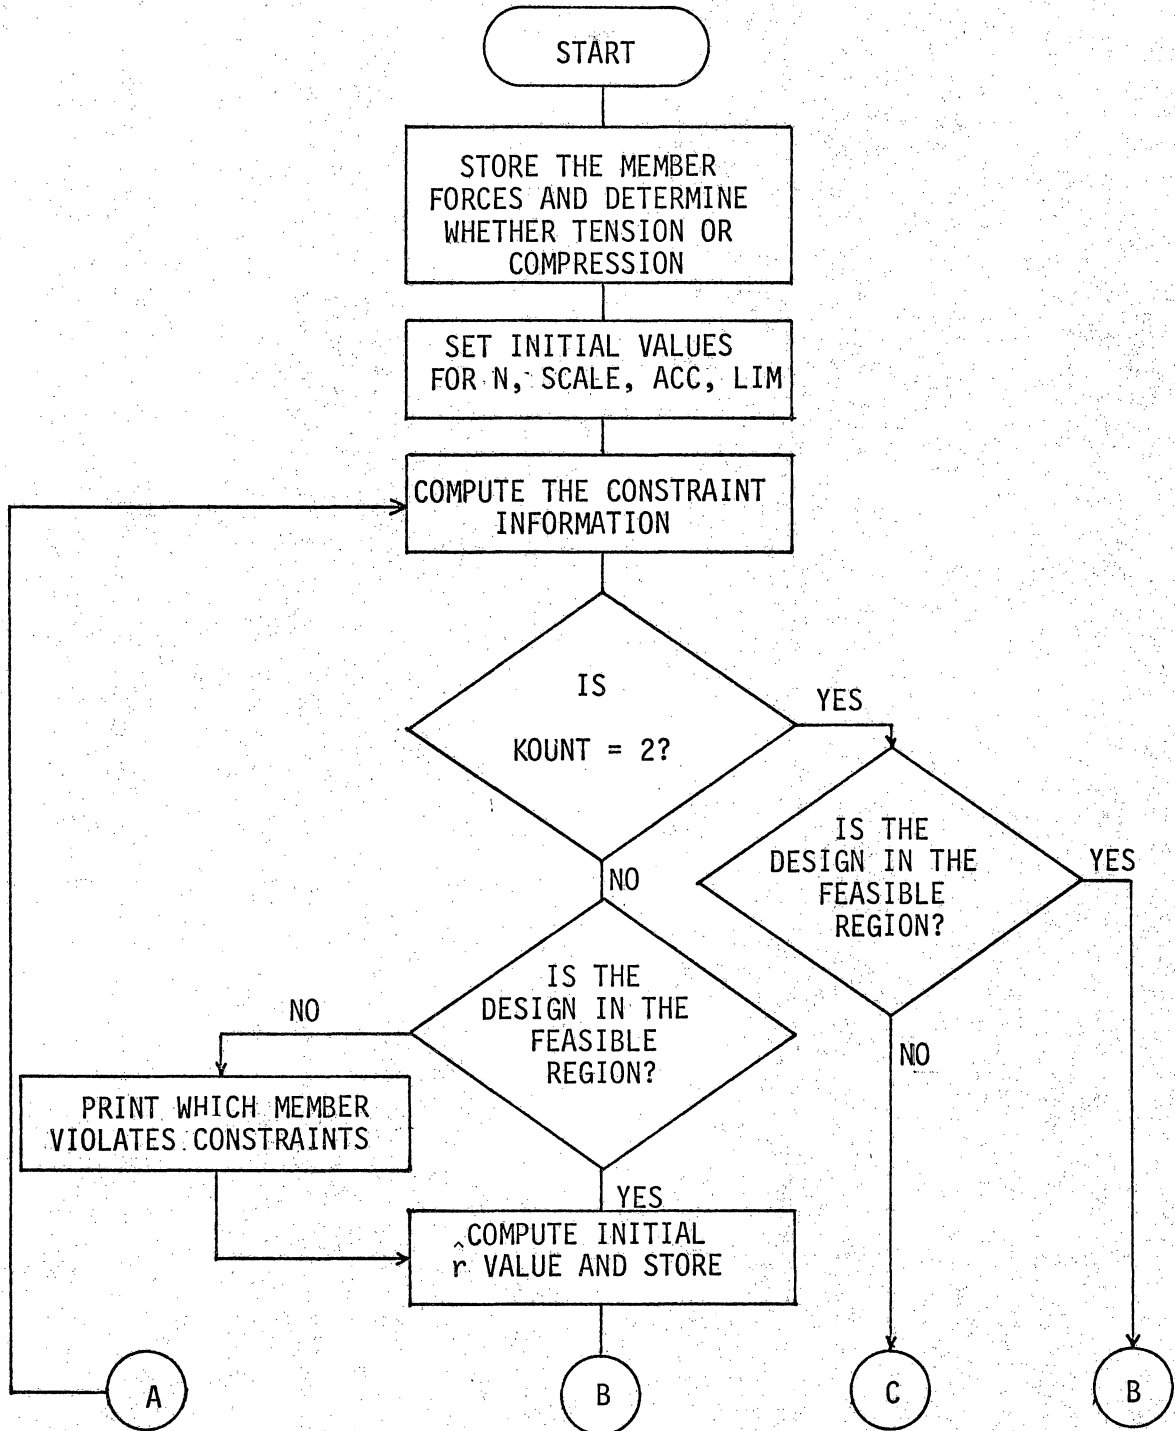 START
STORE THE MEMBER
FORCES AND DETERMINE
WHETHER TENSION OR
COMPRESSION
SET INITIAL VALUES
FOR N, SCALE, ACC, LIM
COMPUTE THE CONSTRAINT
INFORMATION
IS
KOUNT = 2?
YES
NO
IS THE
DESIGN IN THE
FEASIBLE
REGION?
YES
NO
IS THE
DESIGN IN THE
FEASIBLE
REGION?
NO
PRINT WHICH MEMBER
VIOLATES CONSTRAINTS
YES
COMPUTE INITIAL
r̂ VALUE AND STORE
A
B
C
B